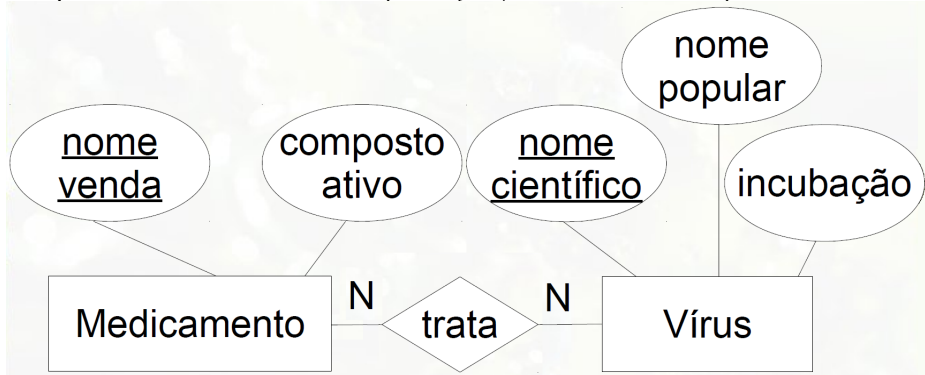 nome
popular
nome
venda
composto
ativo
nome
científico
incubação
Medicamento
N
trata
N
Vírus